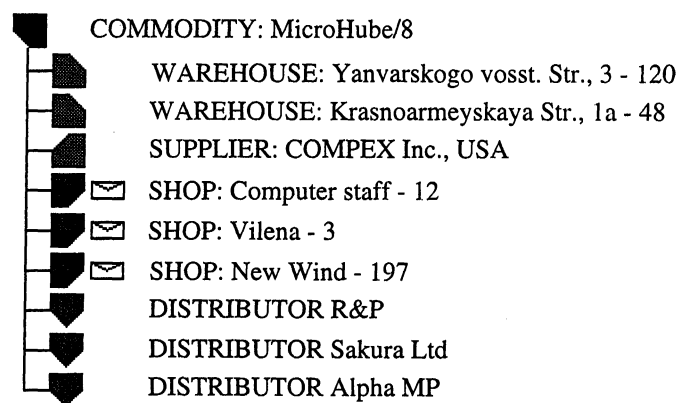 COMMODITY: MicroHube/8
WAREHOUSE: Yanvarskogo vosst. Str., 3 - 120
WAREHOUSE: Krasnoarmeyskaya Str., 1a - 48
SUPPLIER: COMPEX Inc., USA
SHOP: Computer staff - 12
SHOP: Vilena - 3
SHOP: New Wind - 197
DISTRIBUTOR R&P
DISTRIBUTOR Sakura Ltd
DISTRIBUTOR Alpha MP